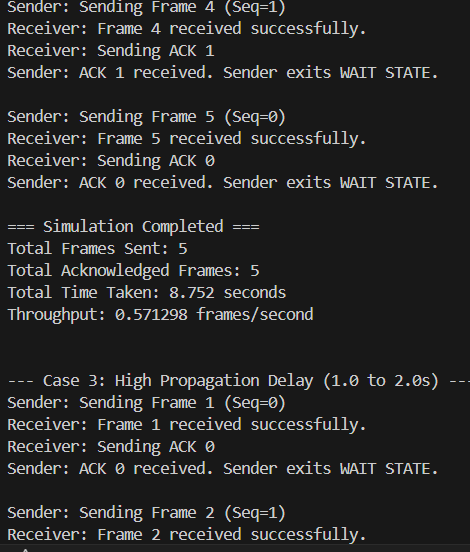 Sender: Sending Frame 4 (Seq=1)
Receiver: Frame 4 received successfully.
Receiver: Sending ACK 1
Sender: ACK 1 received. Sender exits WAIT STATE.
Sender: Sending Frame 5 (Seq=0)
Receiver: Frame 5 received successfully.
Receiver: Sending ACK 0
Sender: ACK 0 received. Sender exits WAIT STATE.
=== Simulation Completed ===
Total Frames Sent: 5
Total Acknowledged Frames: 5
Total Time Taken: 8.752 seconds
Throughput: 0.571298 frames/second
--- Case 3: High Propagation Delay (1.0 to 2.0s) ---
Sender: Sending Frame 1 (Seq=0)
Receiver: Frame 1 received successfully.
Receiver: Sending ACK 0
Sender: ACK 0 received. Sender exits WAIT STATE.
Sender: Sending Frame 2 (Seq=1)
Receiver: Frame 2 received successfully.